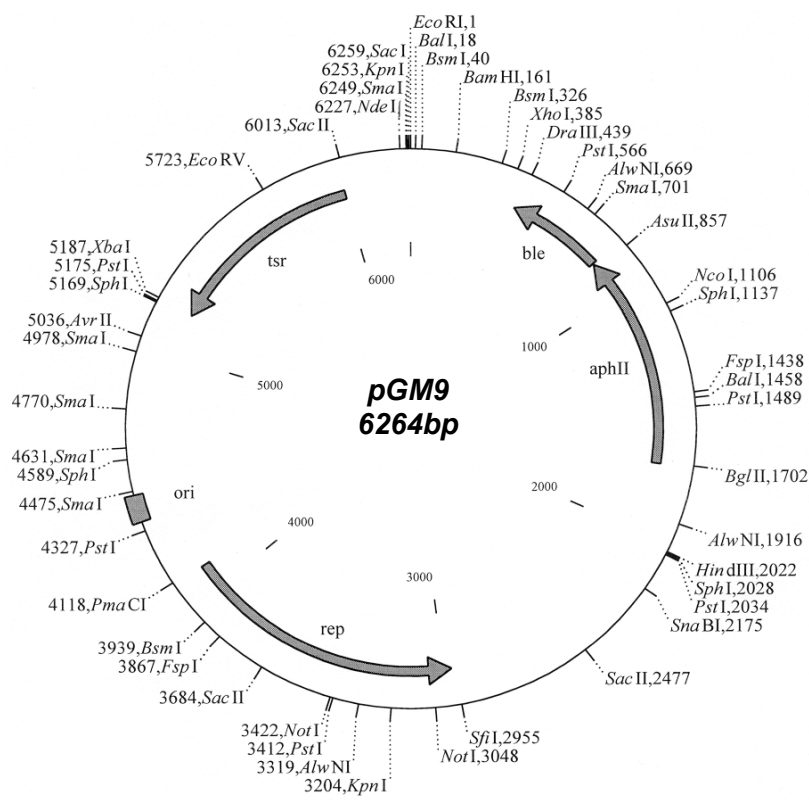 EcoRI,1
BalI,18
BsmI,40
BamHI,161
BsmI,326
XhoI,385
DraIII,439
PstI,566
AlwNI,669
SmaI,701
AsuII,857
NcoI,1106
SphI,1137
FspI,1438
BalI,1458
PstI,1489
BglII,1702
AlwNI,1916
HindIII,2022
SphI,2028
PstI,2034
SnaBI,2175
SacII,2477
SfiI,2955
NotI,3048
3204,KpnI
3319,AlwNI
3412,PstI
3422,NotI
3684,SacII
3867,FspI
3939,BsmI
4118,PmaCI
4327,PstI
4475,SmaI
4589,SphI
4631,SmaI
4770,SmaI
4978,SmaI
5036,AvrII
5169,SphI
5175,PstI
5187,XbaI
5723,EcoRV
6013,SacII
6227,NdeI
6249,SmaI
6253,KpnI
6259,SacI
tsr
ble
aphII
rep
ori
1000
2000
3000
4000
5000
6000
pGM9
6264bp